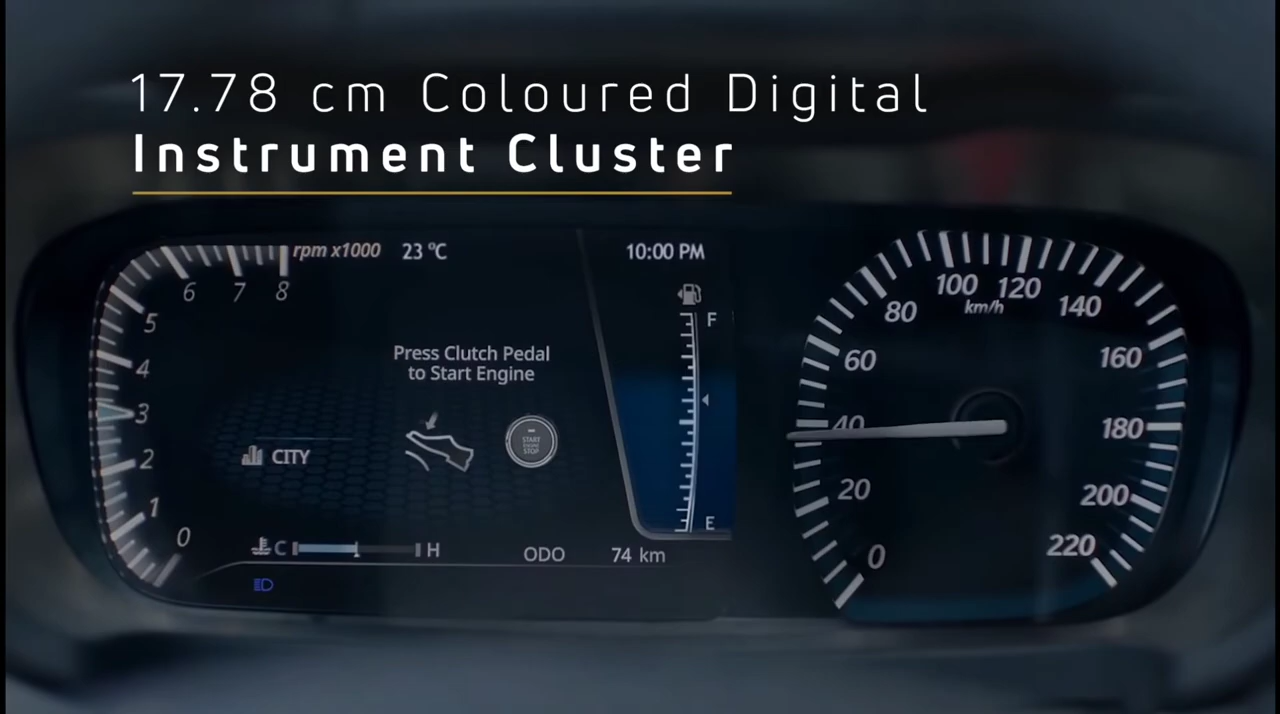 17.78 cm Coloured Digital
Instrument Cluster
rpm x1000
23 °C
10:00 PM
6 7 8
5
4
3
2
1
0
F
E
Press Clutch Pedal
to Start Engine
START
ENGINE
STOP
CITY
C
H
ODO
74 km
0
20
40
60
80
100
120
km/h
140
160
180
200
220